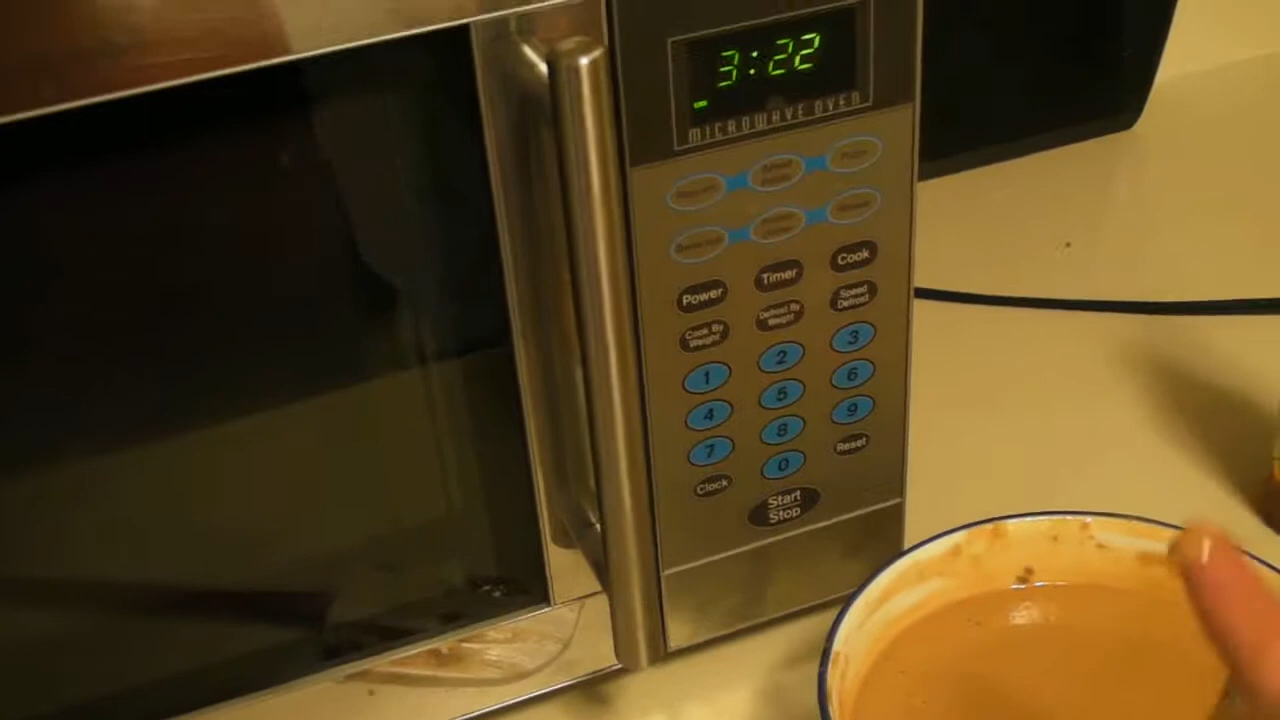 3:22
MICROWAVE OVEN
Power Timer Cook
Cook By Weight Defrost By Weight Speed Defrost
1 2 3
4 5 6
7 8 9
Clock 0 Reset
Start
Stop